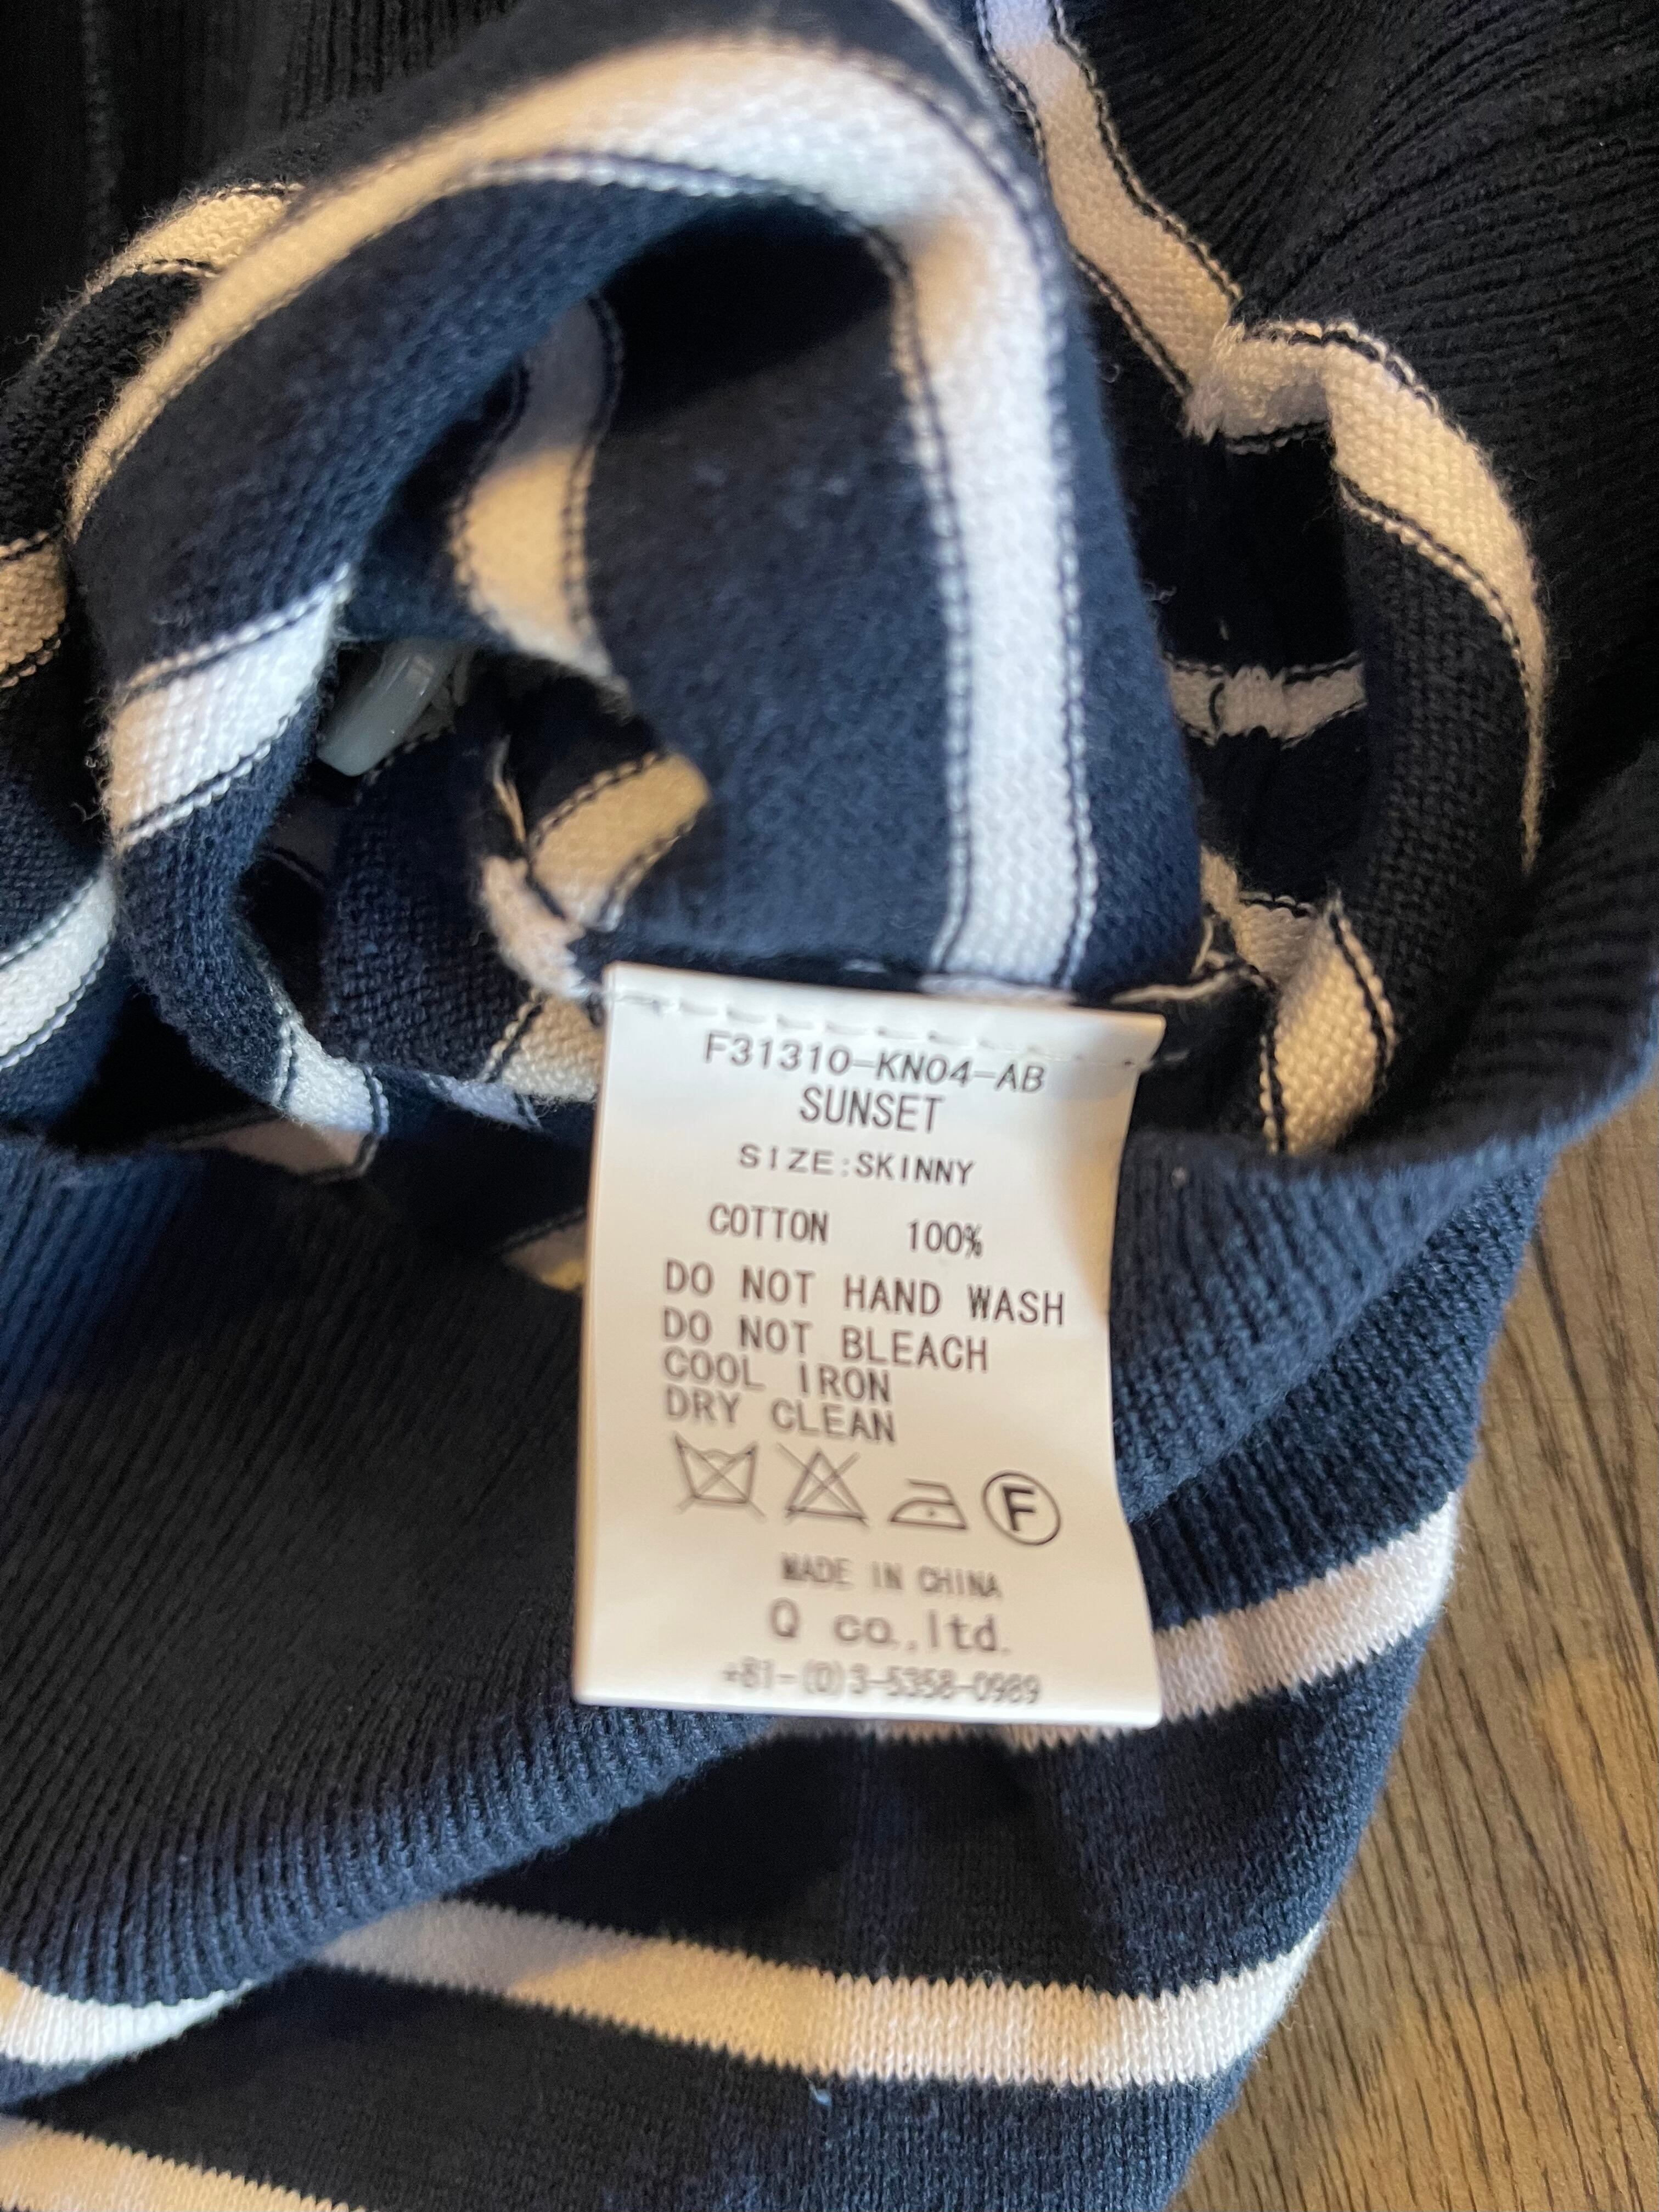 F31310-KN04-AB
SUNSET
SIZE:SKINNY
COTTON 100%
DO NOT HAND WASH
DO NOT BLEACH
COOL IRON
DRY CLEAN
F
MADE IN CHINA
Q co.,ltd.
+81-(0)3-5358-0989